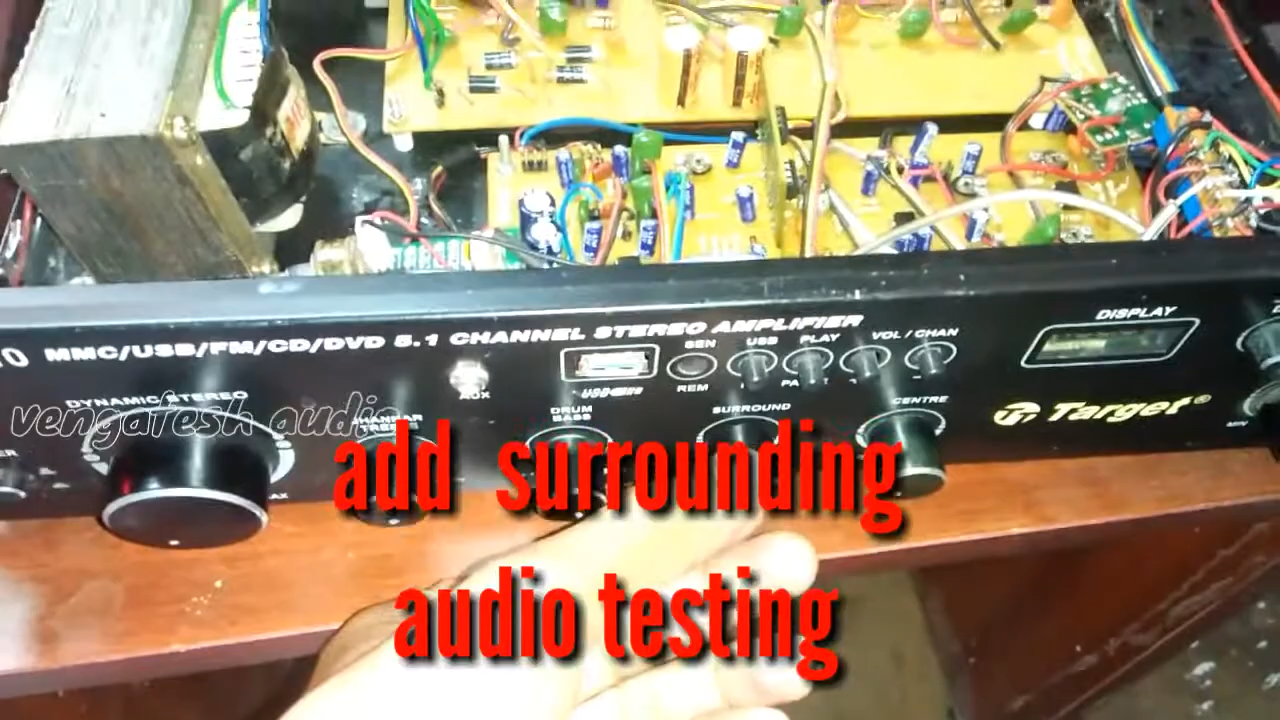 MMC/USB/FM/CD/DVD 5.1 CHANNEL STEREO AMPLIFIER
SEN USB PLAY VOL / CHAN
REM
DISPLAY
AUX
DYNAMIC STEREO
vengatesh audio
DRUM
BASS
SURROUND
CENTRE
Target®
MIN
add surrounding
audio testing